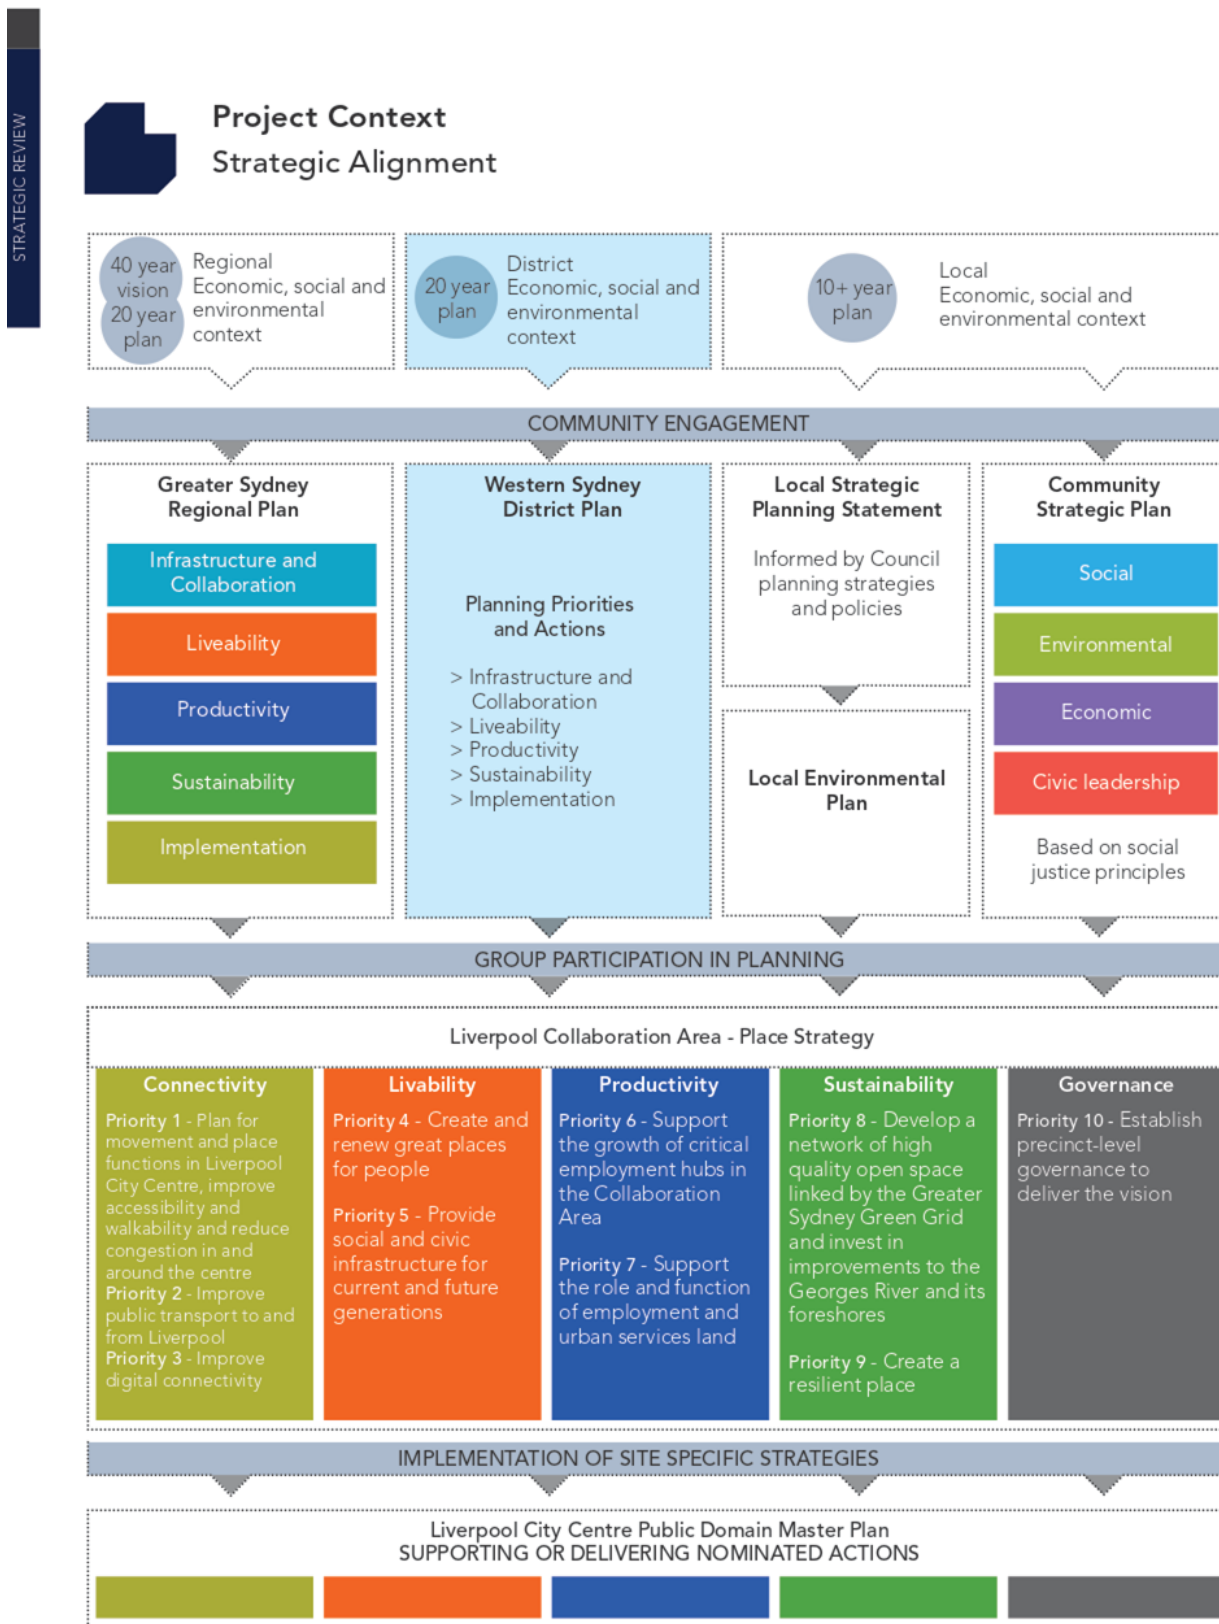 STRATEGIC REVIEW
Project Context
Strategic Alignment
40 year
vision
20 year
plan
Regional
Economic, social and
environmental
context
20 year
plan
District
Economic, social and
environmental
context
10+ year
plan
Local
Economic, social and
environmental context
COMMUNITY ENGAGEMENT
Greater Sydney
Regional Plan
Infrastructure and
Collaboration
Liveability
Productivity
Sustainability
Implementation
Western Sydney
District Plan
Planning Priorities
and Actions
> Infrastructure and
Collaboration
> Liveability
> Productivity
> Sustainability
> Implementation
Local Strategic
Planning Statement
Informed by Council
planning strategies
and policies
Local Environmental
Plan
Community
Strategic Plan
Social
Environmental
Economic
Civic leadership
Based on social
justice principles
GROUP PARTICIPATION IN PLANNING
Liverpool Collaboration Area - Place Strategy
Connectivity
Priority 1 - Plan for
movement and place
functions in Liverpool
City Centre, improve
accessibility and
walkability and reduce
congestion in and
around the centre
Priority 2 - Improve
public transport to and
from Liverpool
Priority 3 - Improve
digital connectivity
Livability
Priority 4 - Create and
renew great places
for people
Priority 5 - Provide
social and civic
infrastructure for
current and future
generations
Productivity
Priority 6 - Support
the growth of critical
employment hubs in
the Collaboration
Area
Priority 7 - Support
the role and function
of employment and
urban services land
Sustainability
Priority 8 - Develop a
network of high
quality open space
linked by the Greater
Sydney Green Grid
and invest in
improvements to the
Georges River and its
foreshores
Priority 9 - Create a
resilient place
Governance
Priority 10 - Establish
precinct-level
governance to
deliver the vision
IMPLEMENTATION OF SITE SPECIFIC STRATEGIES
Liverpool City Centre Public Domain Master Plan
SUPPORTING OR DELIVERING NOMINATED ACTIONS